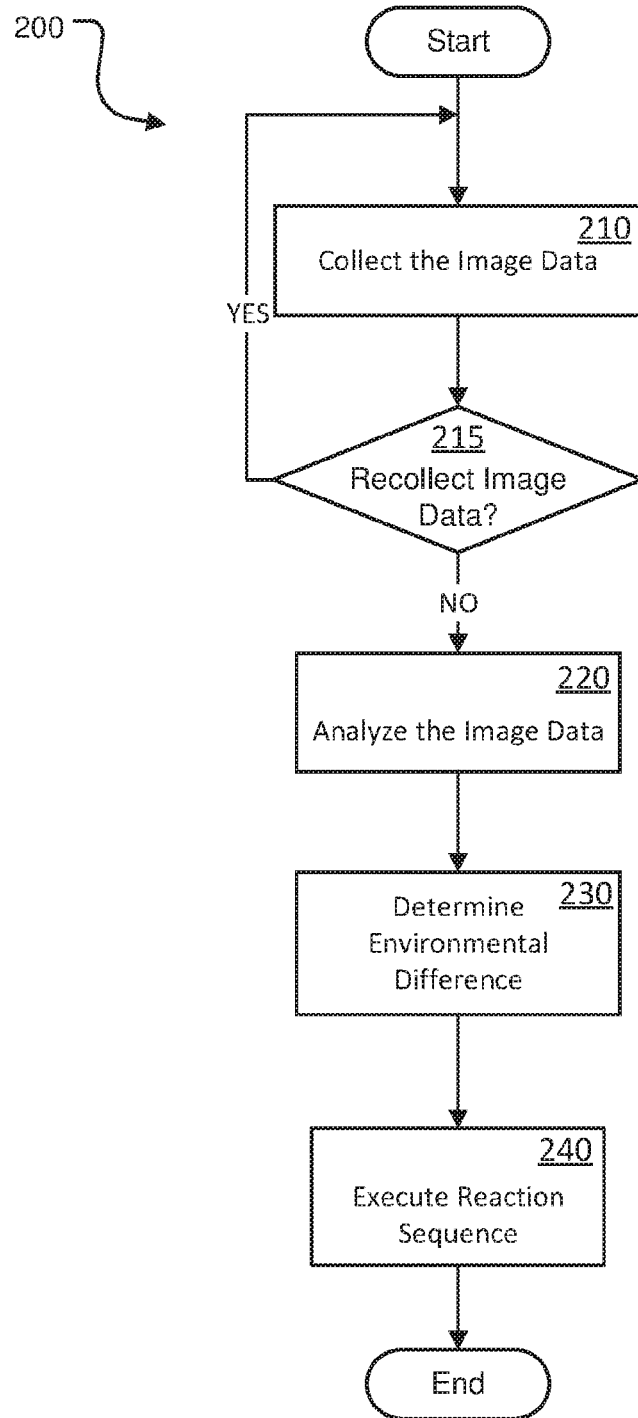 200
Start
210
Collect the Image Data
YES
215
Recollect Image
Data?
NO
220
Analyze the Image Data
230
Determine
Environmental
Difference
240
Execute Reaction
Sequence
End